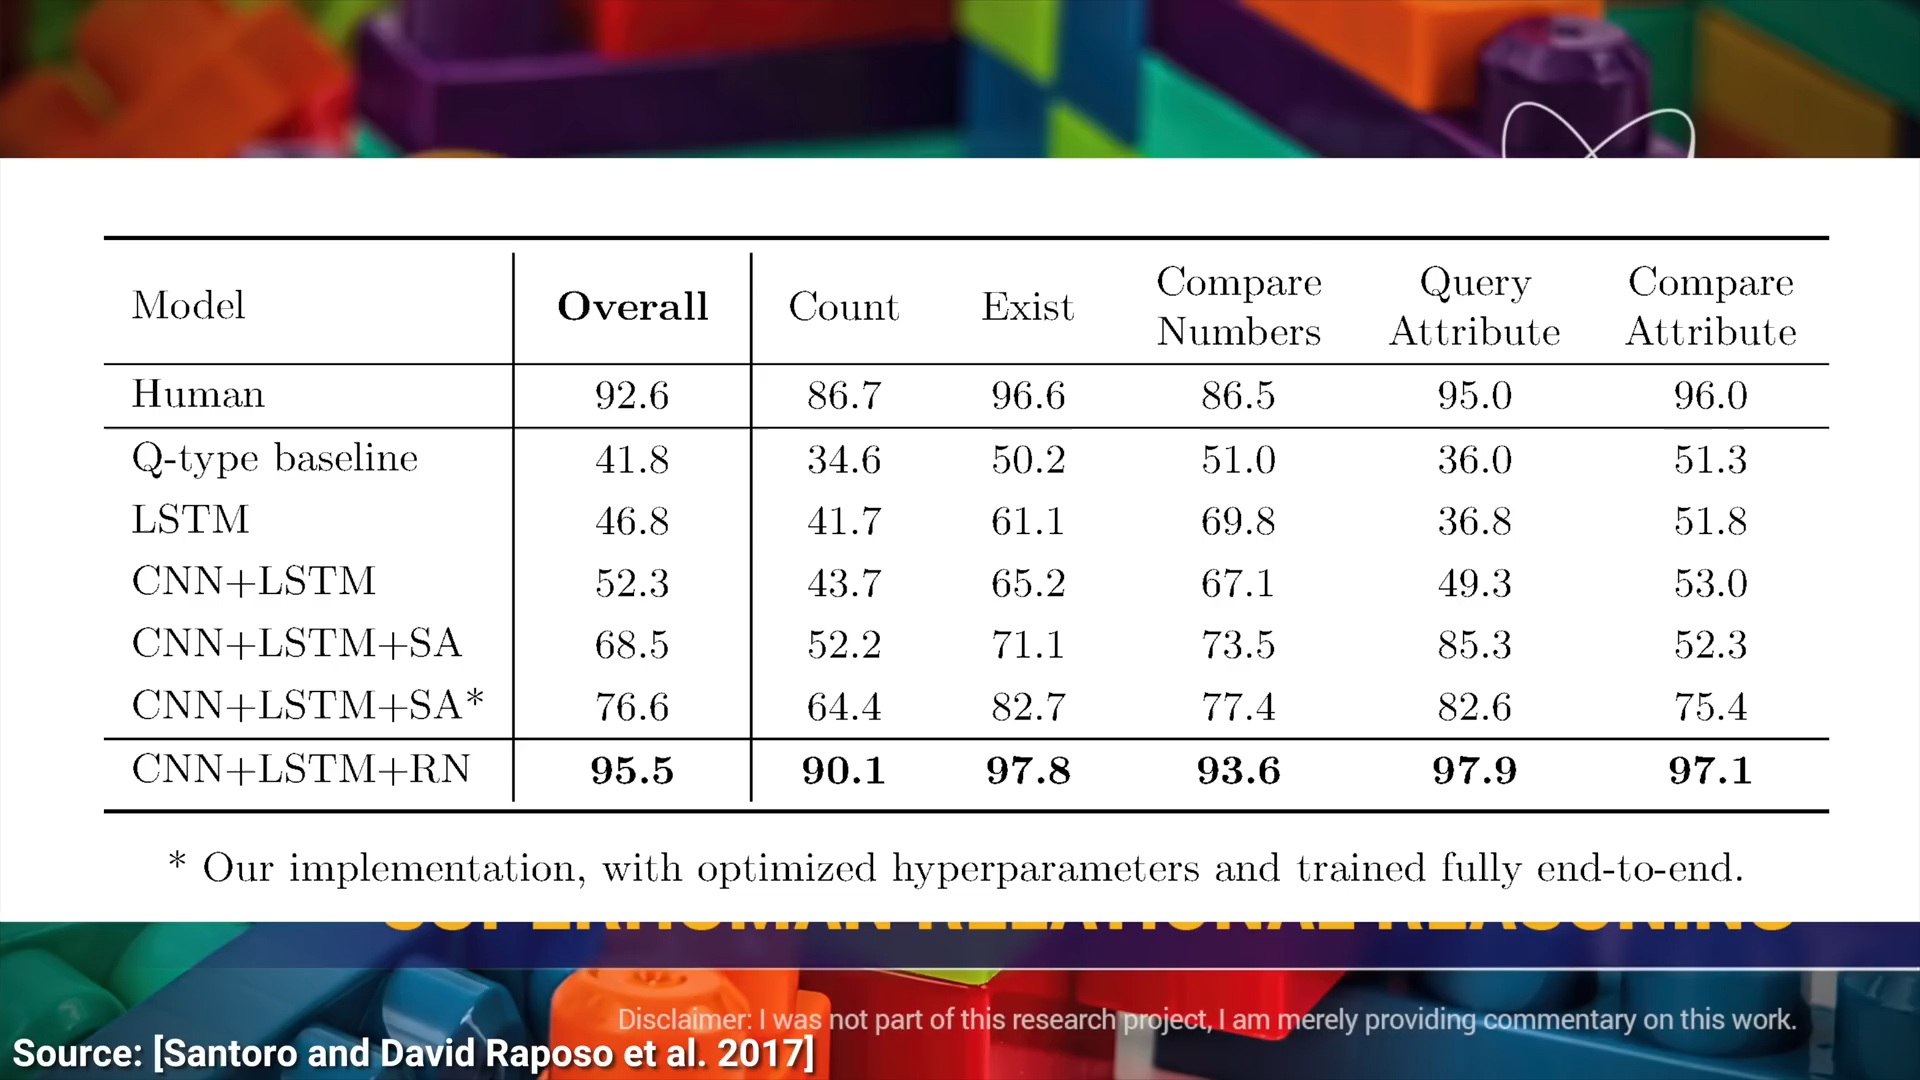 Model Overall Count Exist Compare Numbers Query Attribute Compare Attribute
Human 92.6 86.7 96.6 86.5 95.0 96.0
Q-type baseline 41.8 34.6 50.2 51.0 36.0 51.3
LSTM 46.8 41.7 61.1 69.8 36.8 51.8
CNN+LSTM 52.3 43.7 65.2 67.1 49.3 53.0
CNN+LSTM+SA 68.5 52.2 71.1 73.5 85.3 52.3
CNN+LSTM+SA* 76.6 64.4 82.7 77.4 82.6 75.4
CNN+LSTM+RN 95.5 90.1 97.8 93.6 97.9 97.1
* Our implementation, with optimized hyperparameters and trained fully end-to-end.
SUPERHUMAN RELATIONAL REASONING
Disclaimer: I was not part of this research project, I am merely providing commentary on this work.
Source: [Santoro and David Raposo et al. 2017]